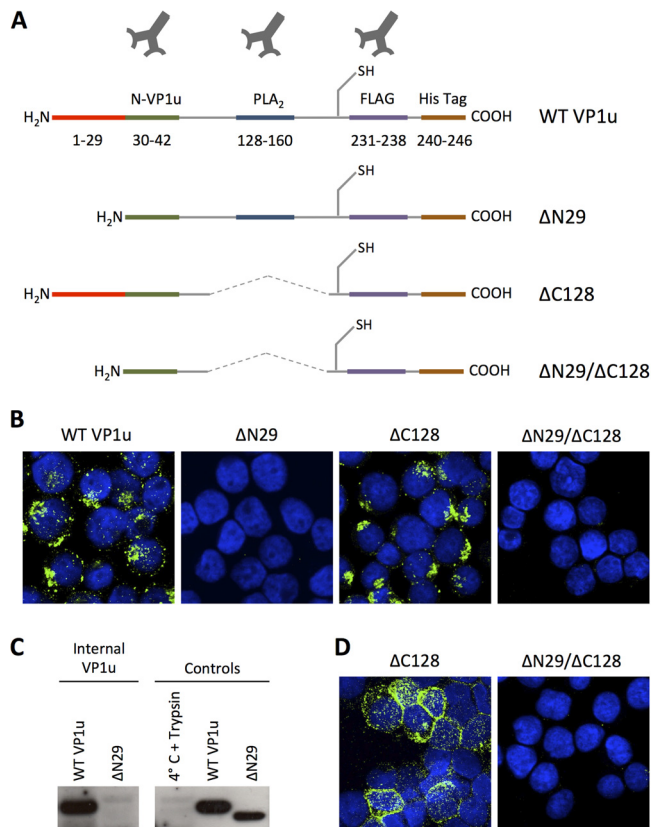 A
SH
H₂N N-VP1u PLA₂ FLAG His Tag COOH WT VP1u
1-29 30-42 128-160 231-238 240-246
SH
H₂N COOH ΔN29
SH
H₂N COOH ΔC128
SH
H₂N COOH ΔN29/ΔC128
B
WT VP1u ΔN29 ΔC128 ΔN29/ΔC128
C
Internal
VP1u
Controls
WT VP1u
ΔN29
4° C + Trypsin
WT VP1u
ΔN29
D
ΔC128 ΔN29/ΔC128